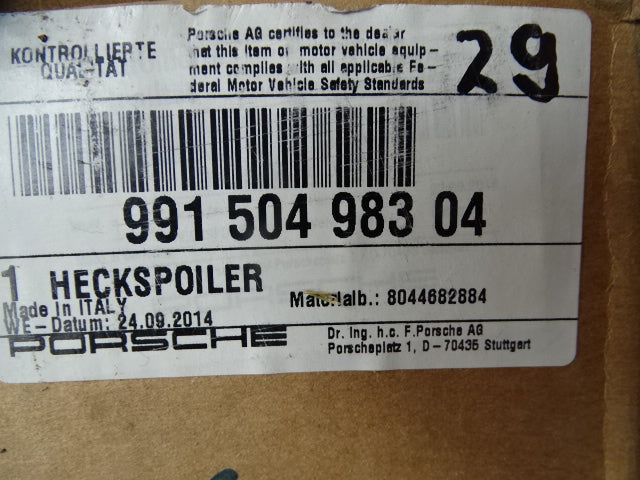 KONTROLLIERTE
QUALITÄT
Porsche AG certifies to the dealar
that this item of motor vehicle equip-
ment complies with all applicable Fe-
deral Motor Vehicle Safety Standards
29
991 504 983 04
1 HECKSPOILER
Made in ITALY
Materialb.: 8044682884
WE-Datum: 24.09.2014
PORSCHE
Dr. Ing. h.c. F.Porsche AG
Porscheplatz 1, D-70435 Stuttgart